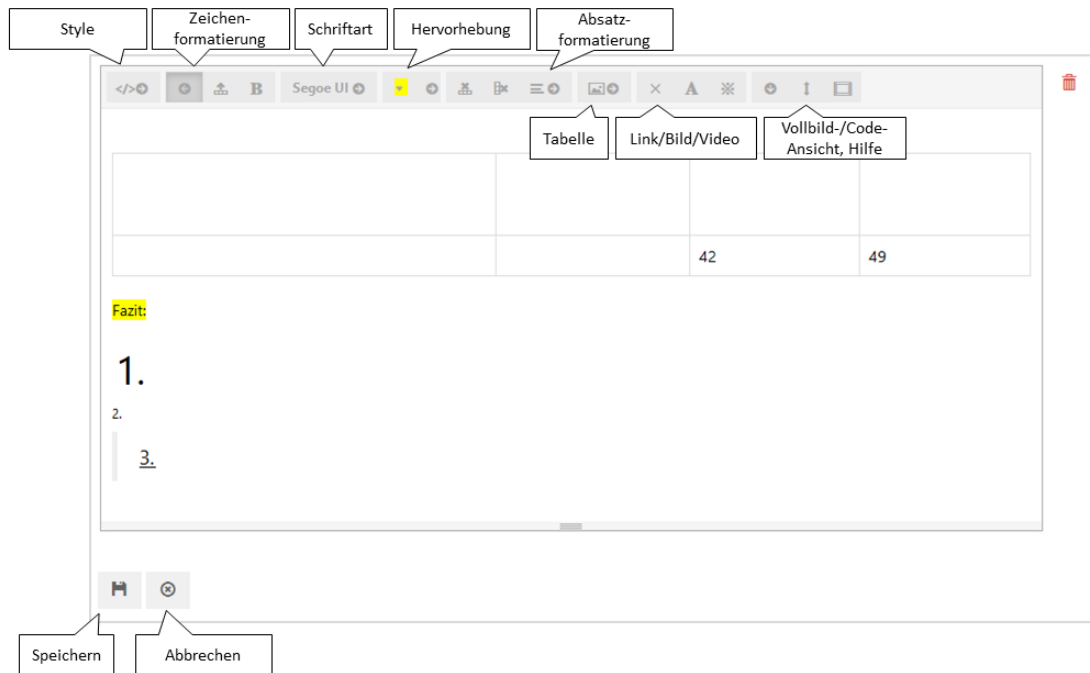 Style
Zeichen-
formatierung
Schriftart
Hervorhebung
Absatz-
formatierung
</>
B
Segoe UI
A
Tabelle
Link/Bild/Video
Vollbild-/Code-
Ansicht, Hilfe
42 49
Fazit:
1.
2.
3.
Speichern
Abbrechen